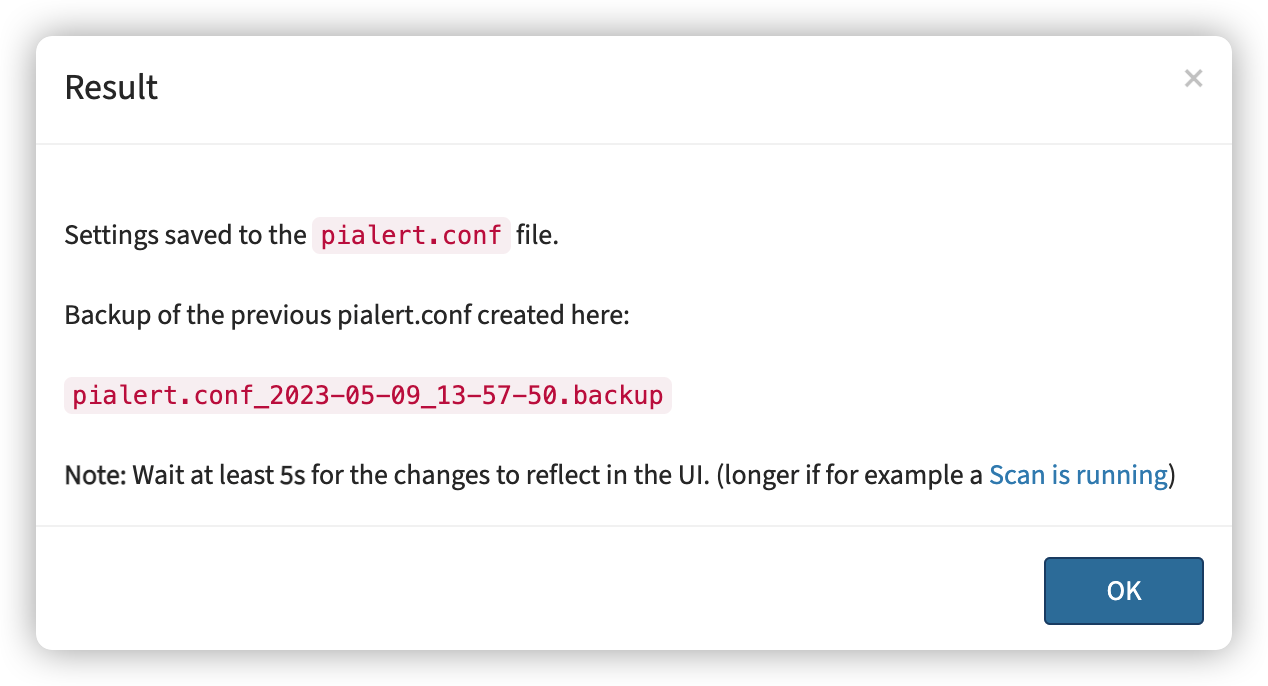 Result
×
Settings saved to the pialert.conf file.
Backup of the previous pialert.conf created here:
pialert.conf_2023-05-09_13-57-50.backup
Note: Wait at least 5s for the changes to reflect in the UI. (longer if for example a Scan is running)
OK